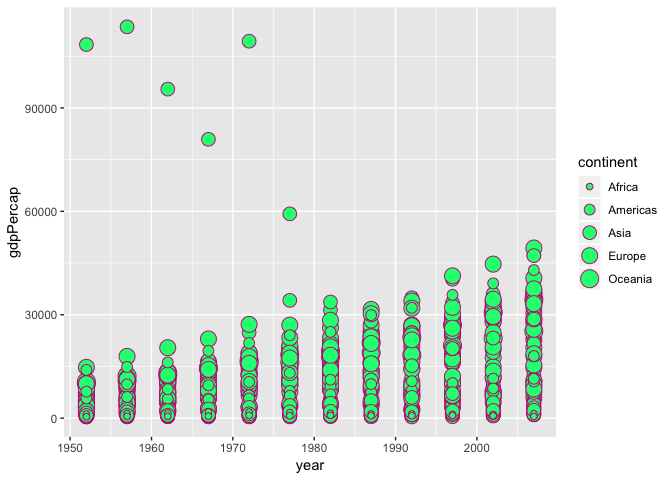 90000
60000
30000
0
gdpPercap
1950
1960
1970
1980
1990
2000
year
continent
Africa
Americas
Asia
Europe
Oceania